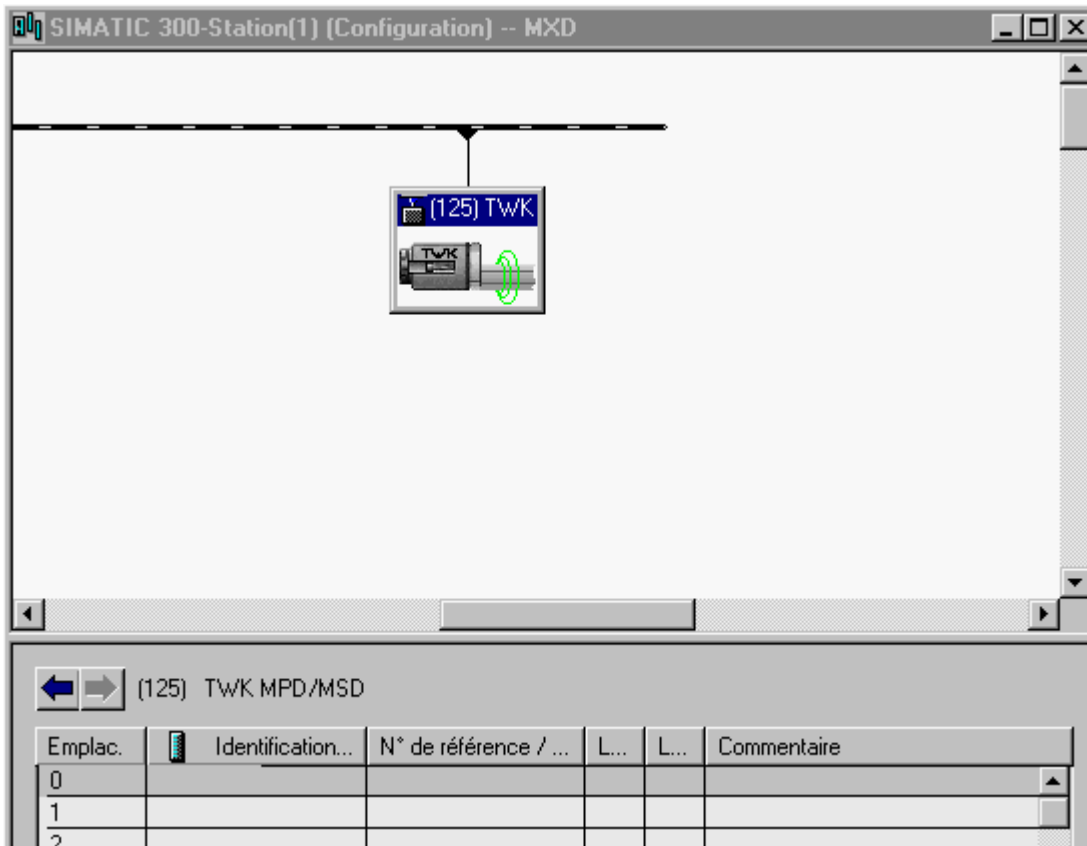 SIMATIC 300-Station(1) (Configuration) -- MXD
(125) TWK
TWK
(125) TWK MPD/MSD
Emplac. Identification... N° de référence / ... L... L... Commentaire
0
1
2